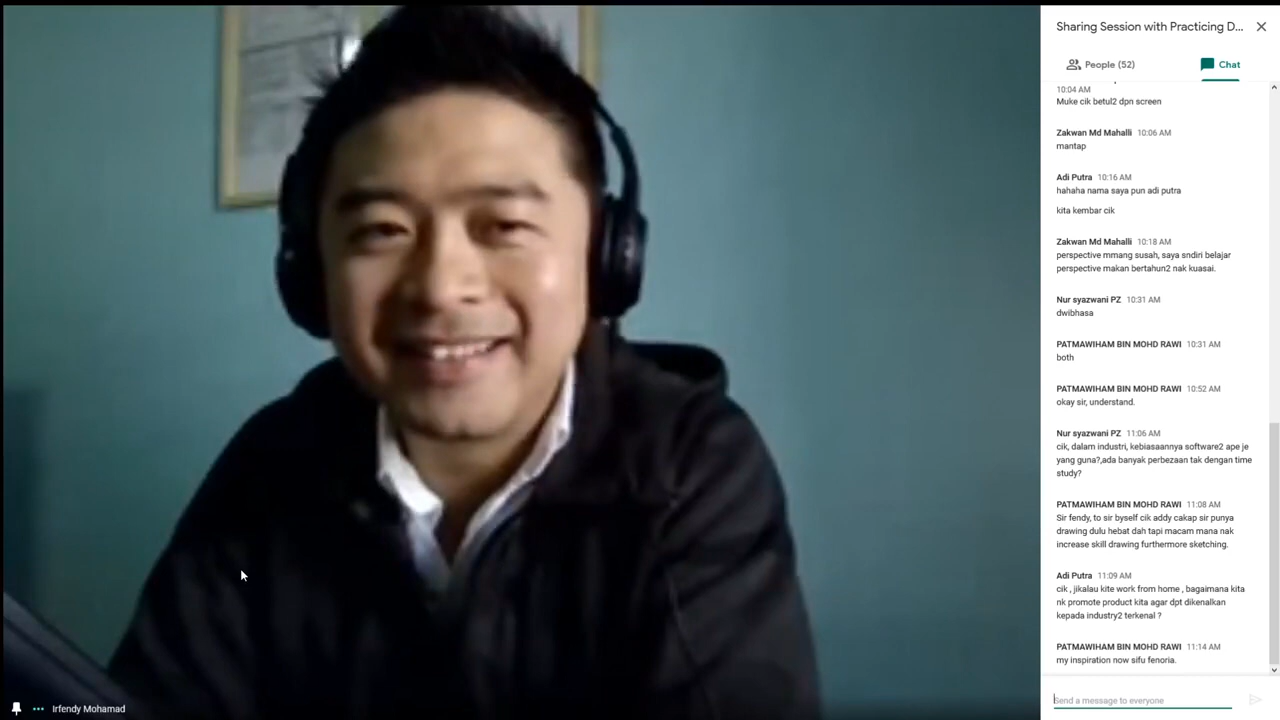 Sharing Session with Practicing D...
People (52)
Chat
10:04 AM
Muke cik betul2 dpn screen
Zakwan Md Mahalli 10:06 AM
mantap
Adi Putra 10:16 AM
hahaha nama saya pun adi putra
kita kembar cik
Zakwan Md Mahalli 10:18 AM
perspective mmang susah, saya sndiri belajar
perspective makan bertahun2 nak kuasai.
Nur syazwani PZ 10:31 AM
dwibhasa
PATMAWIHAM BIN MOHD RAWI 10:31 AM
both
PATMAWIHAM BIN MOHD RAWI 10:52 AM
okay sir, understand.
Nur syazwani PZ 11:06 AM
cik, dalam industri, kebiasaannya software2 ape je
yang guna?,ada banyak perbezaan tak dengan time
study?
PATMAWIHAM BIN MOHD RAWI 11:08 AM
Sir fendy, to sir byself cik addy cakap sir punya
drawing dulu hebat dah tapi macam mana nak
increase skill drawing furthermore sketching.
Adi Putra 11:09 AM
cik , jikalau kite work from home , bagaimana kita
nk promote product kita agar dpt dikenalkan
kepada industry2 terkenal ?
PATMAWIHAM BIN MOHD RAWI 11:14 AM
my inspiration now sifu fenoria.
Send a message to everyone
Irfendy Mohamad